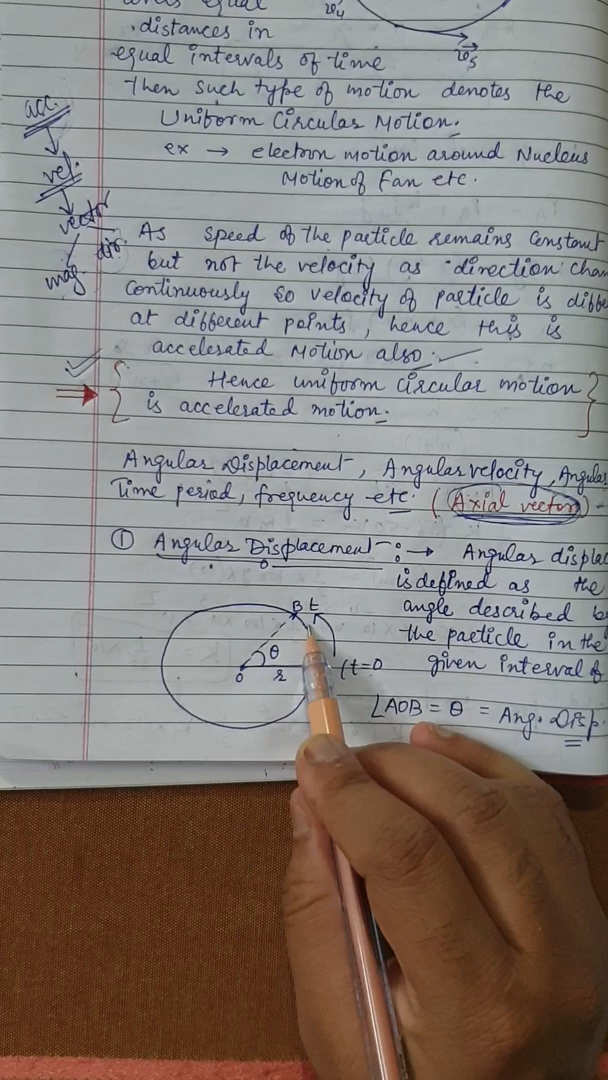 .distances in
equal intervals of time
Then such type of motion denotes the
Uniform Circular Motion.
ex → electron motion around Nucleus
Motion of Fan etc.
acc.
vel.
vector
dir.
mag.
As speed of the particle remains Constant
but not the velocity as direction chan
Continuously so velocity of particle is diffe
at different points, hence this is
accelerated Motion also.
{ Hence uniform circular motion }
is accelerated motion.
Angular Displacement, Angular velocity, Angular
Time period, frequency etc. (Axial vector) -
① Angular Displacement :→ Angular displac
is defined as the
angle described b
the particle in the
given interval of
B t
θ
O r (t=0
∠AOB = θ = Ang. Disp.